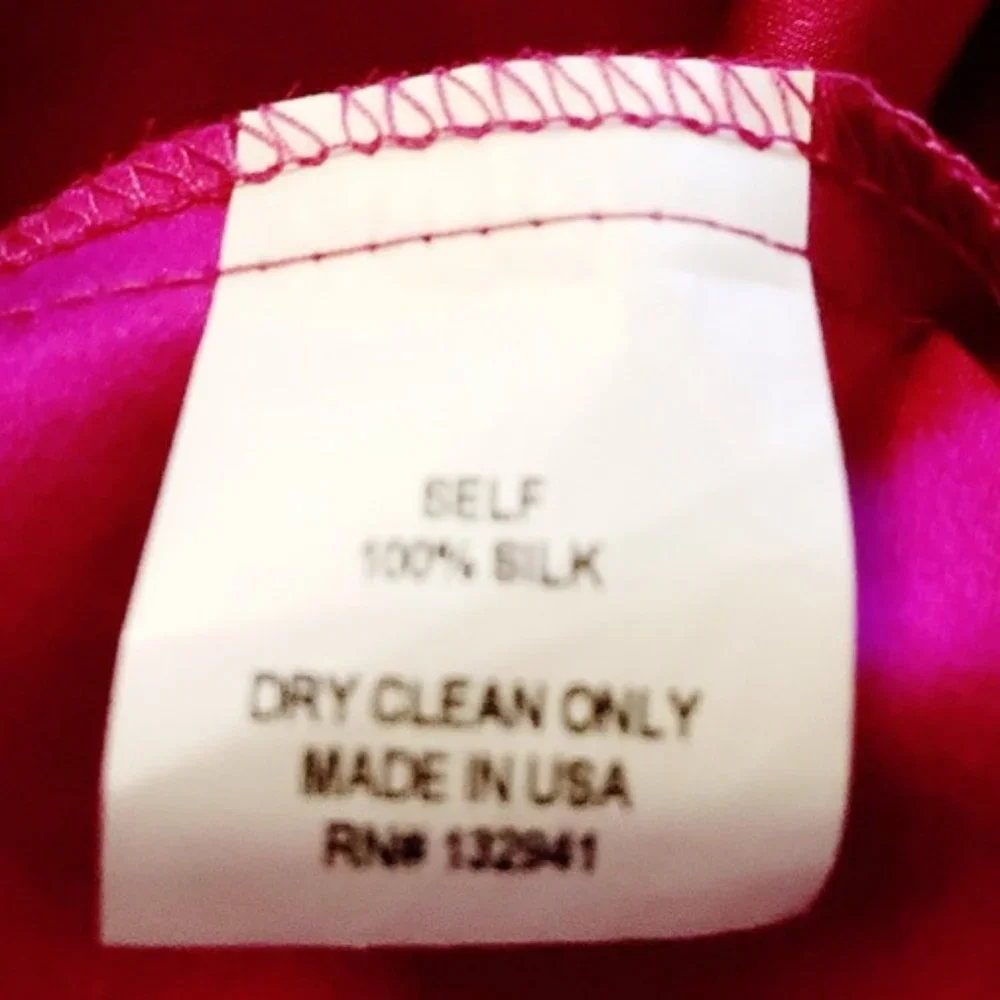 SELF
100% SILK
DRY CLEAN ONLY
MADE IN USA
RN# 132941